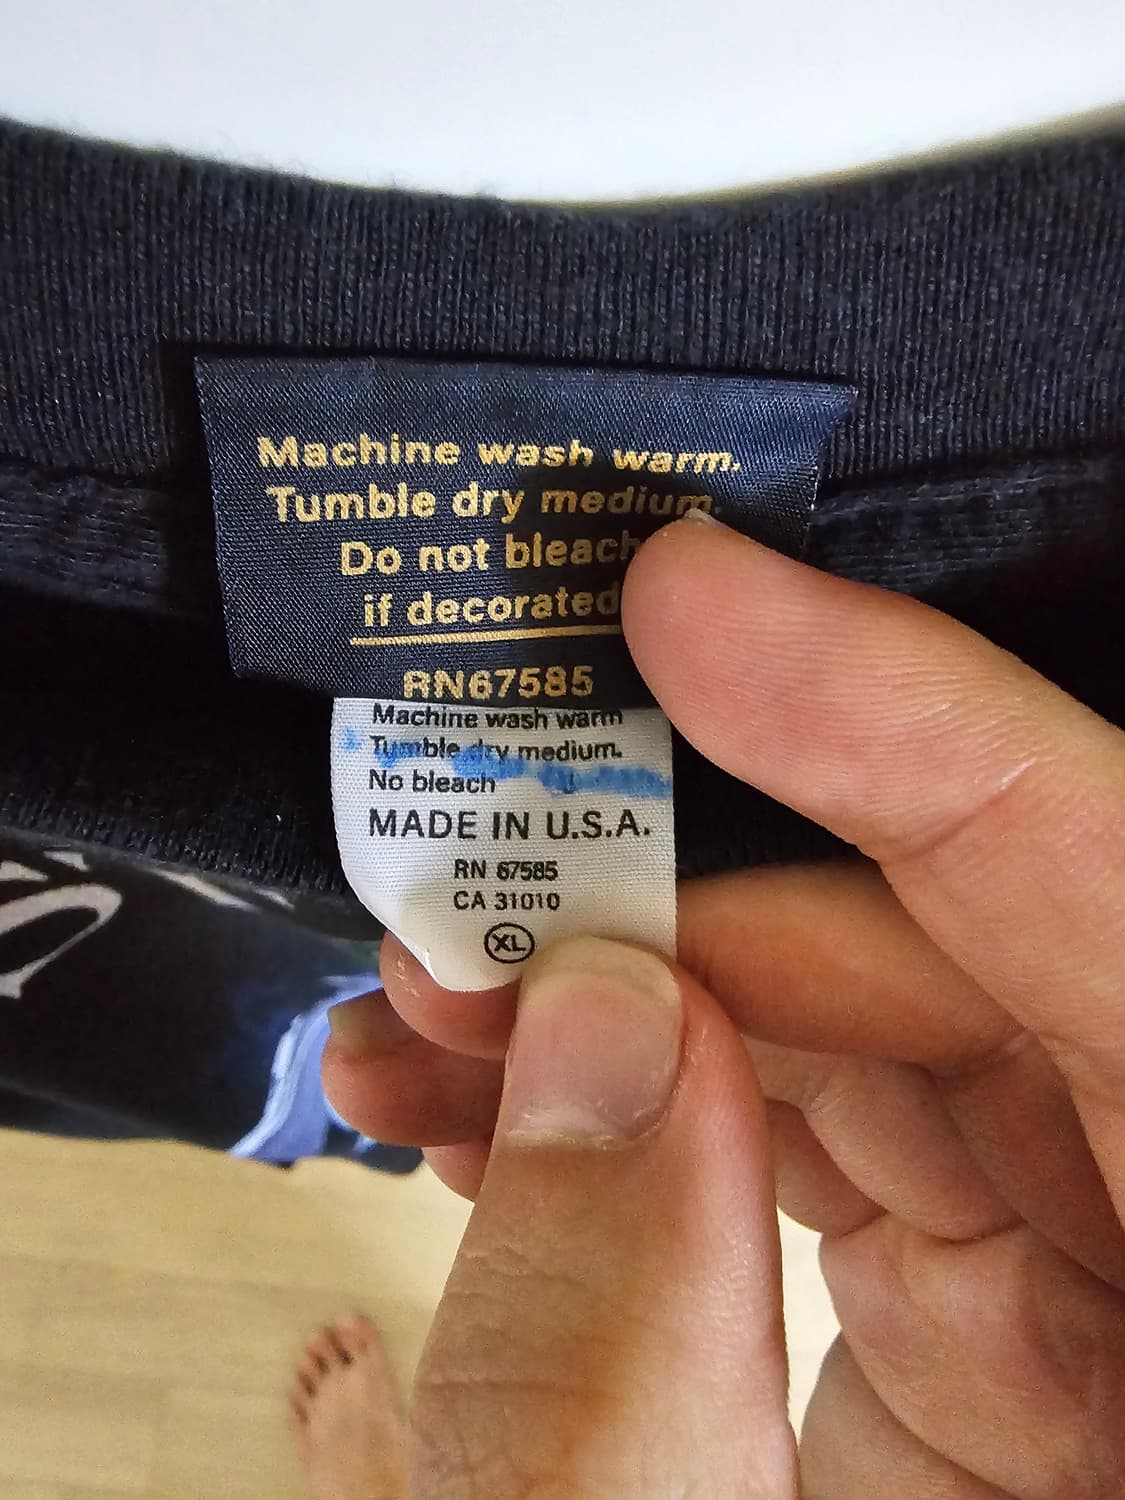 Machine wash warm.
Tumble dry medium.
Do not bleach
if decorated
RN67585
Machine wash warm
Tumble dry medium.
No bleach
MADE IN U.S.A.
RN 67585
CA 31010
XL